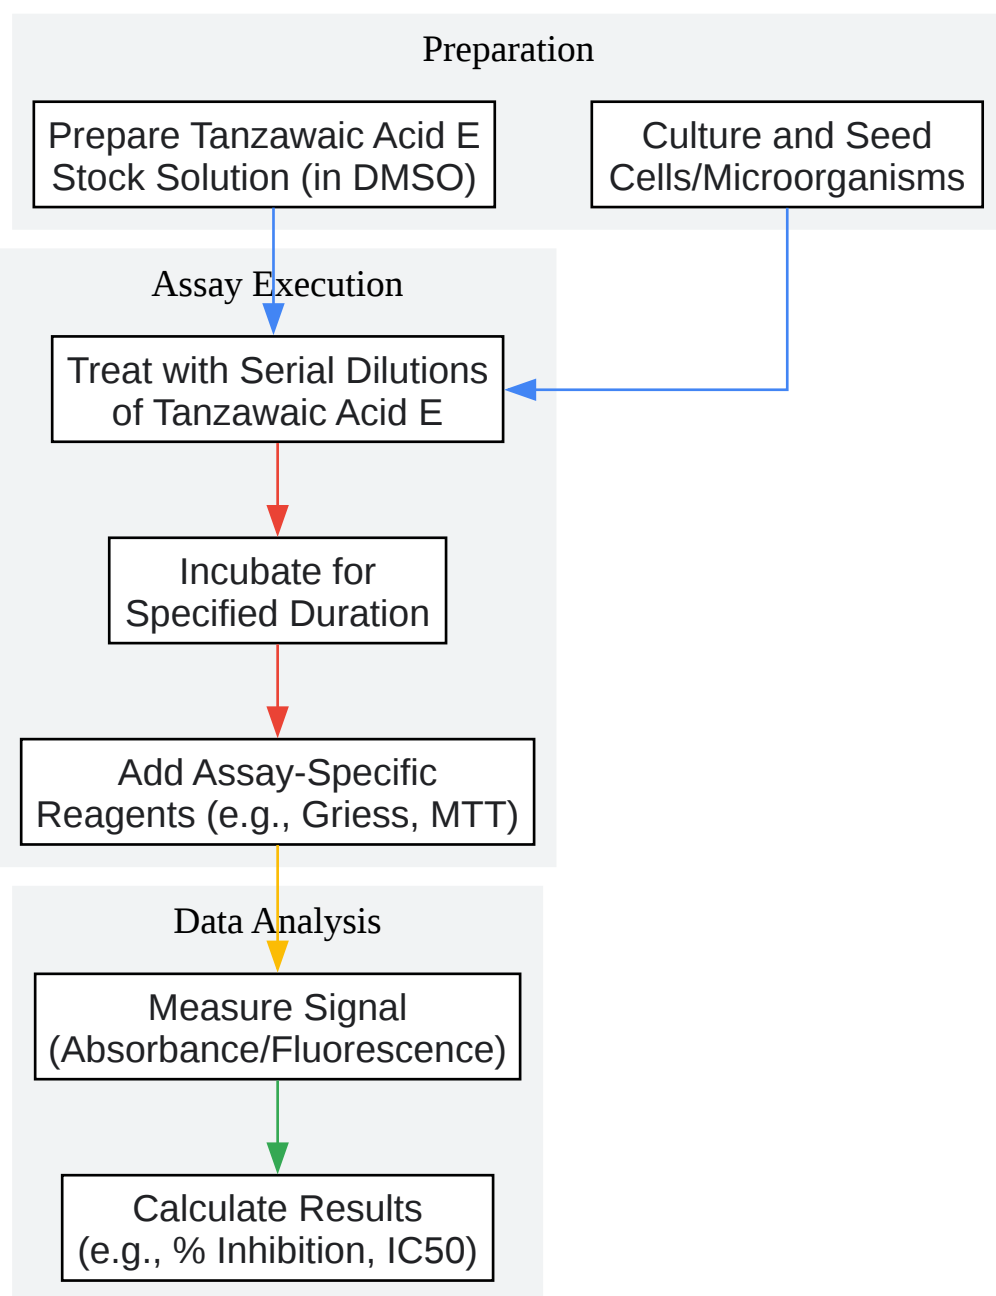 Preparation
Prepare Tanzawaic Acid E
Stock Solution (in DMSO)
Culture and Seed
Cells/Microorganisms
Assay Execution
Treat with Serial Dilutions
of Tanzawaic Acid E
Incubate for
Specified Duration
Add Assay-Specific
Reagents (e.g., Griess, MTT)
Data Analysis
Measure Signal
(Absorbance/Fluorescence)
Calculate Results
(e.g., % Inhibition, IC50)